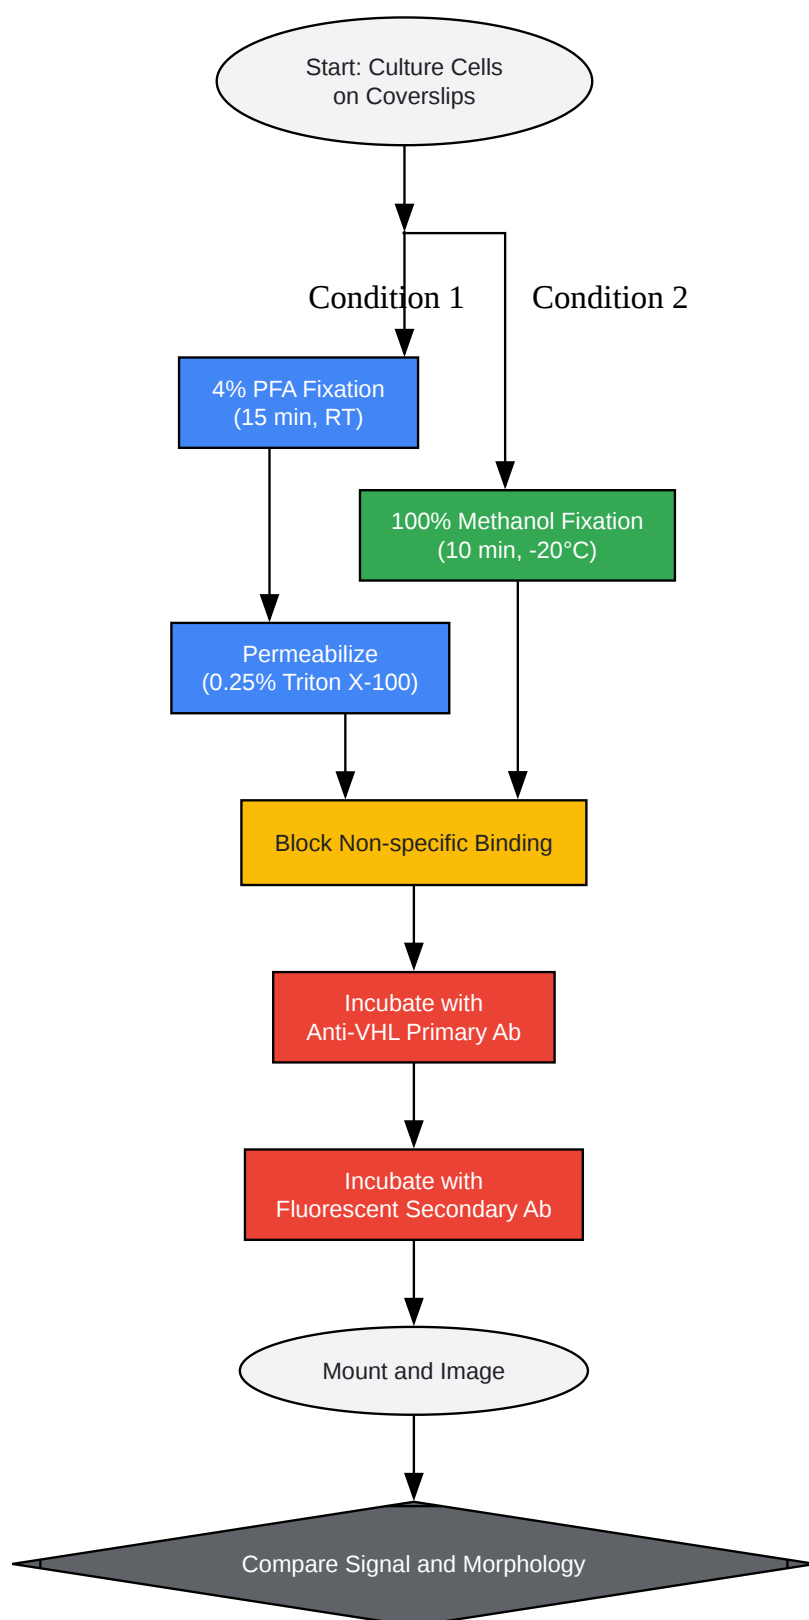 Start: Culture Cells
on Coverslips
Condition 1
Condition 2
4% PFA Fixation
(15 min, RT)
100% Methanol Fixation
(10 min, -20°C)
Permeabilize
(0.25% Triton X-100)
Block Non-specific Binding
Incubate with
Anti-VHL Primary Ab
Incubate with
Fluorescent Secondary Ab
Mount and Image
Compare Signal and Morphology